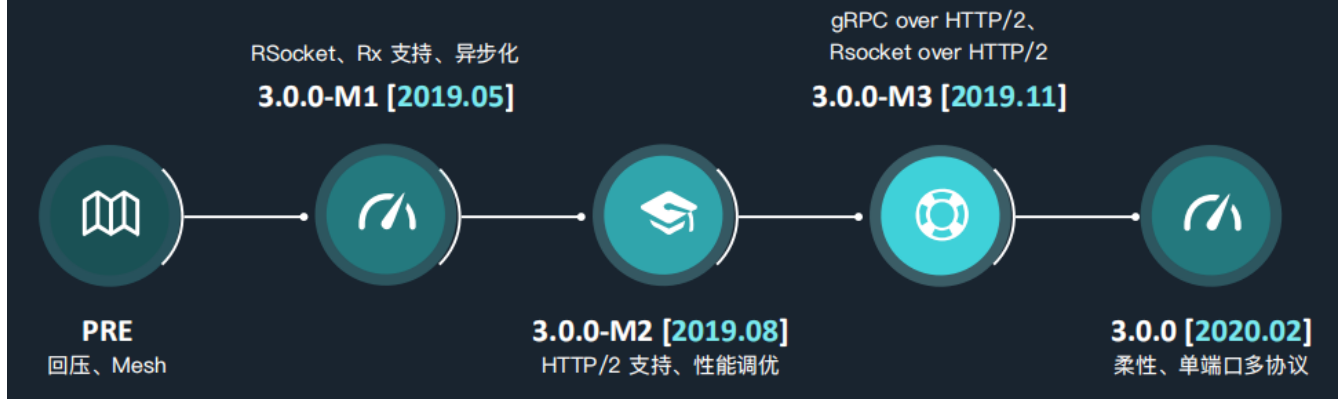 PRE
回压、Mesh
RSocket、Rx 支持、异步化
3.0.0-M1 [2019.05]
3.0.0-M2 [2019.08]
HTTP/2 支持、性能调优
gRPC over HTTP/2、
Rsocket over HTTP/2
3.0.0-M3 [2019.11]
3.0.0 [2020.02]
柔性、单端口多协议